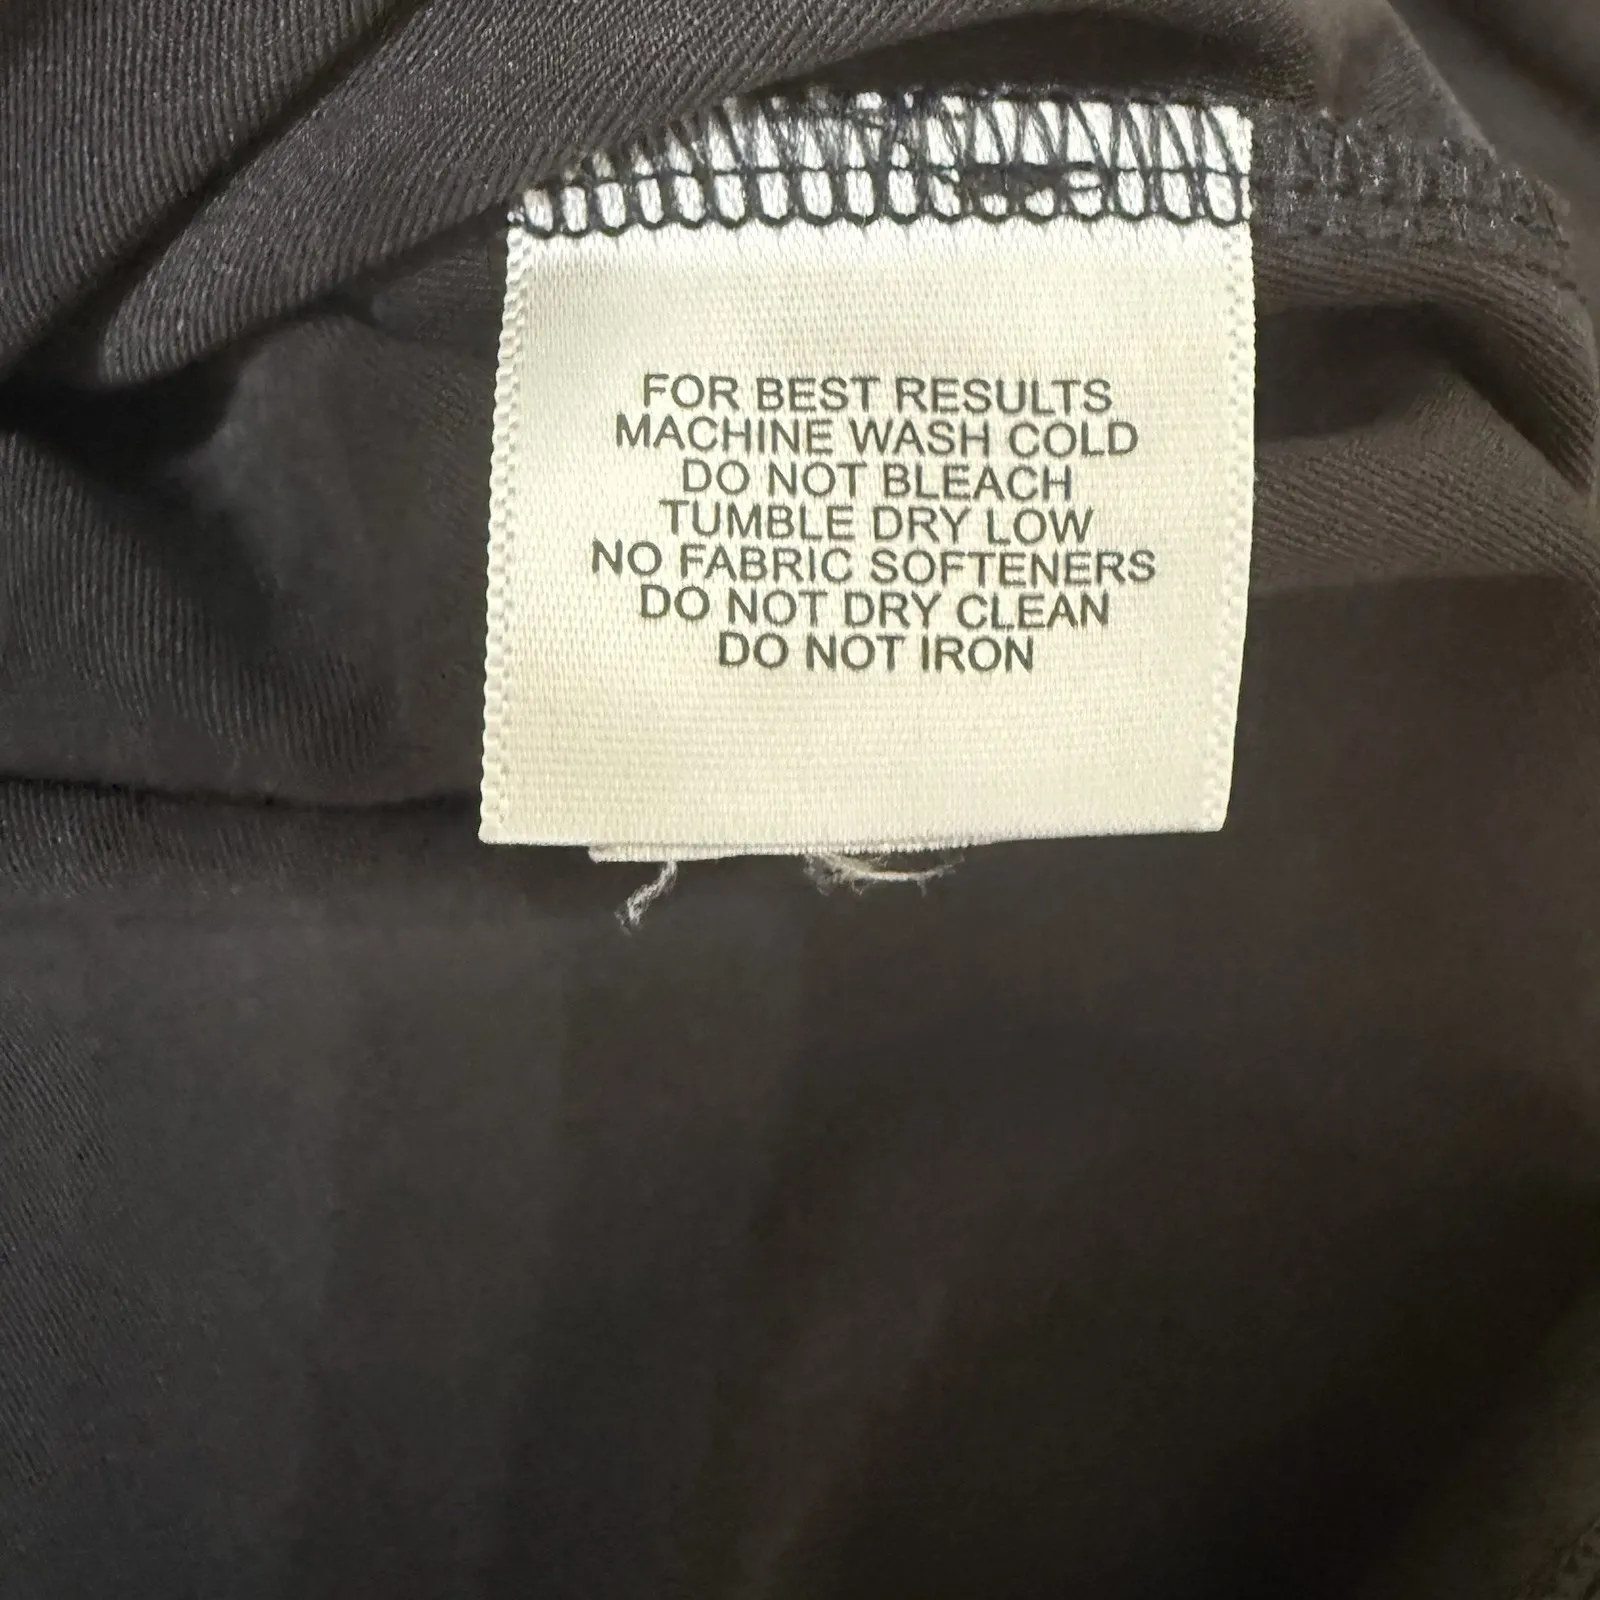 FOR BEST RESULTS
MACHINE WASH COLD
DO NOT BLEACH
TUMBLE DRY LOW
NO FABRIC SOFTENERS
DO NOT DRY CLEAN
DO NOT IRON